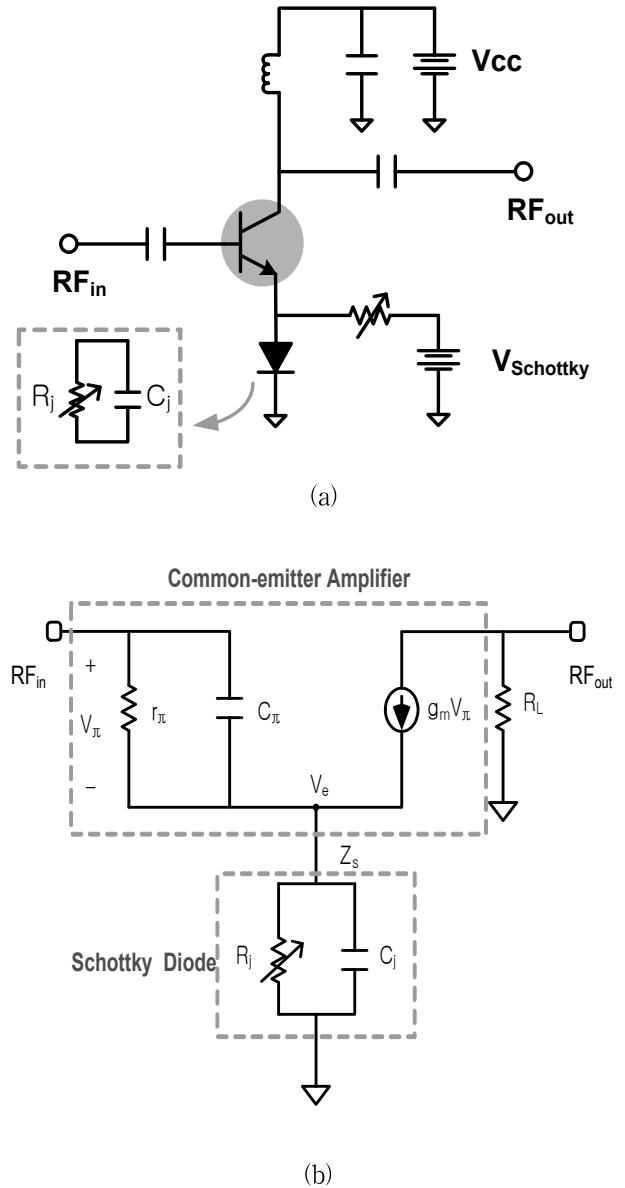 Vcc
RFout
RFin
VSchottky
Rj
Cj
(a)
Common-emitter Amplifier
RFin
+
Vπ
−
rπ
Cπ
gmVπ
RL
RFout
Ve
Zs
Schottky Diode
Rj
Cj
(b)